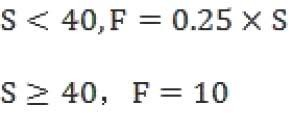 S < 40,F = 0.25 × S
S ≥ 40， F = 10